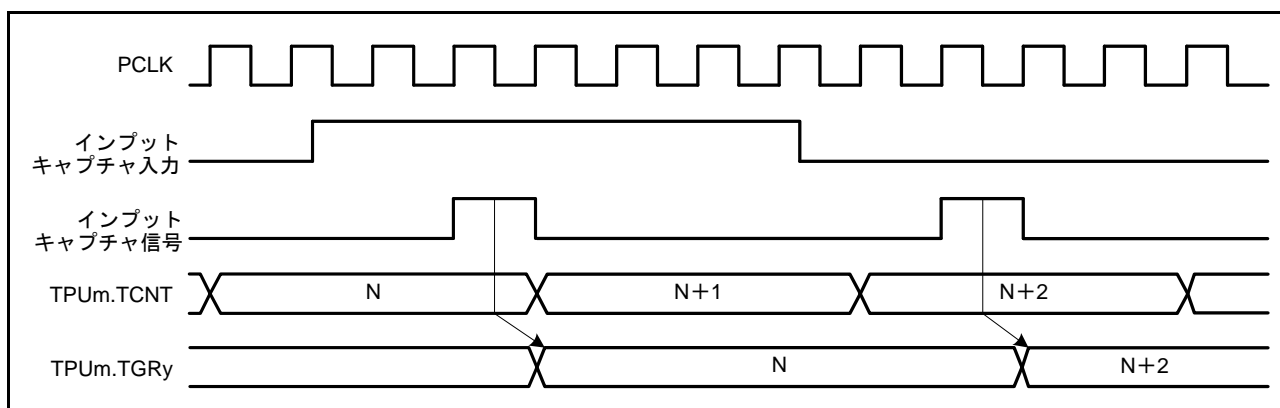 PCLK
インプット
キャプチャ入力
インプット
キャプチャ信号
TPUm.TCNT
N
N+1
N+2
TPUm.TGRy
N
N+2